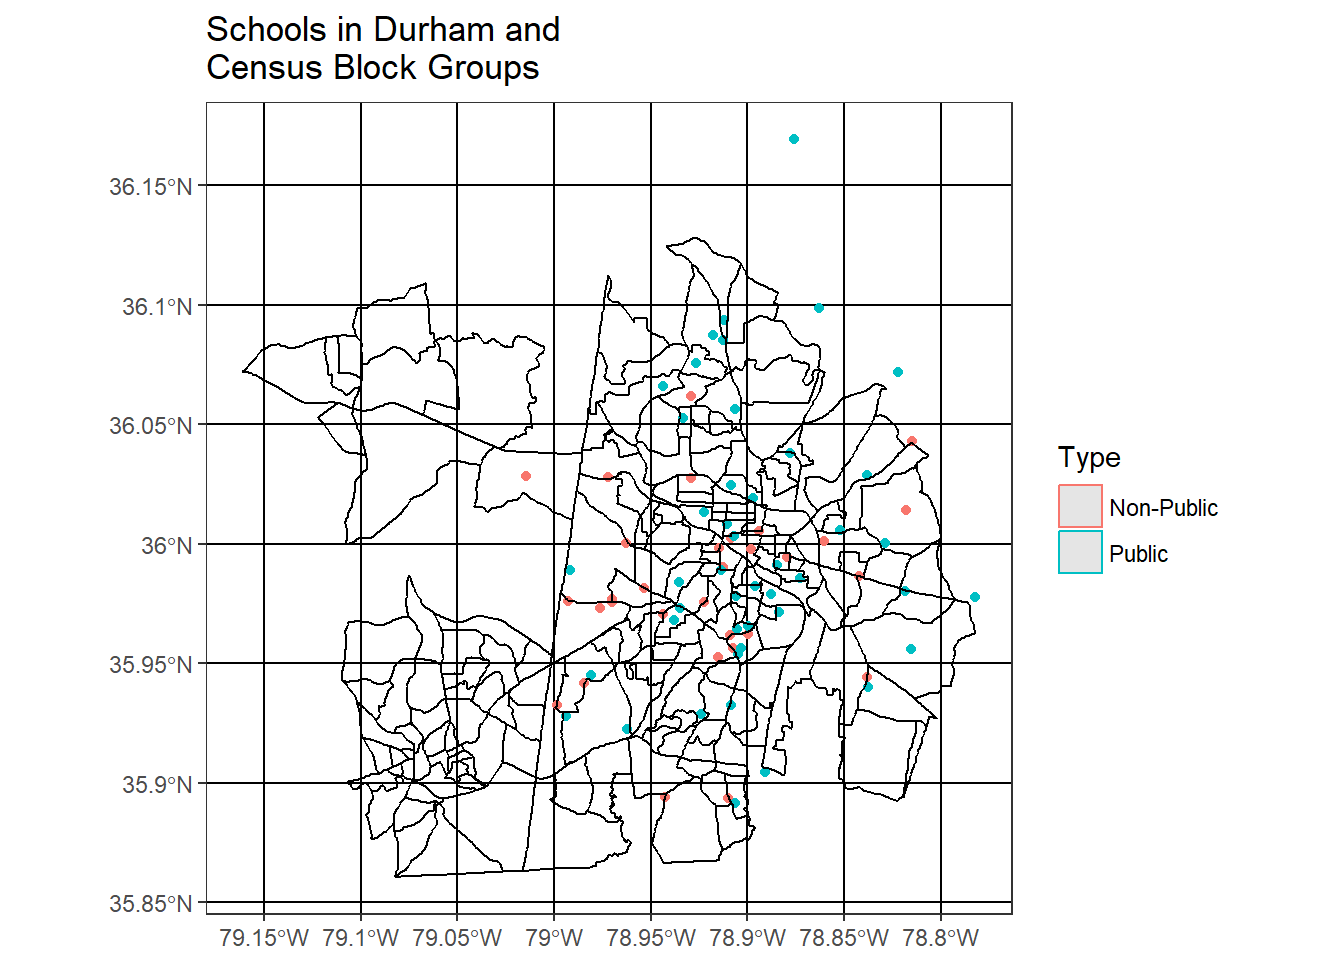 Schools in Durham and
Census Block Groups
36.15°N
36.1°N
36.05°N
36°N
35.95°N
35.9°N
35.85°N
79.15°W 79.1°W 79.05°W 79°W 78.95°W 78.9°W 78.85°W 78.8°W
Type
Non-Public
Public